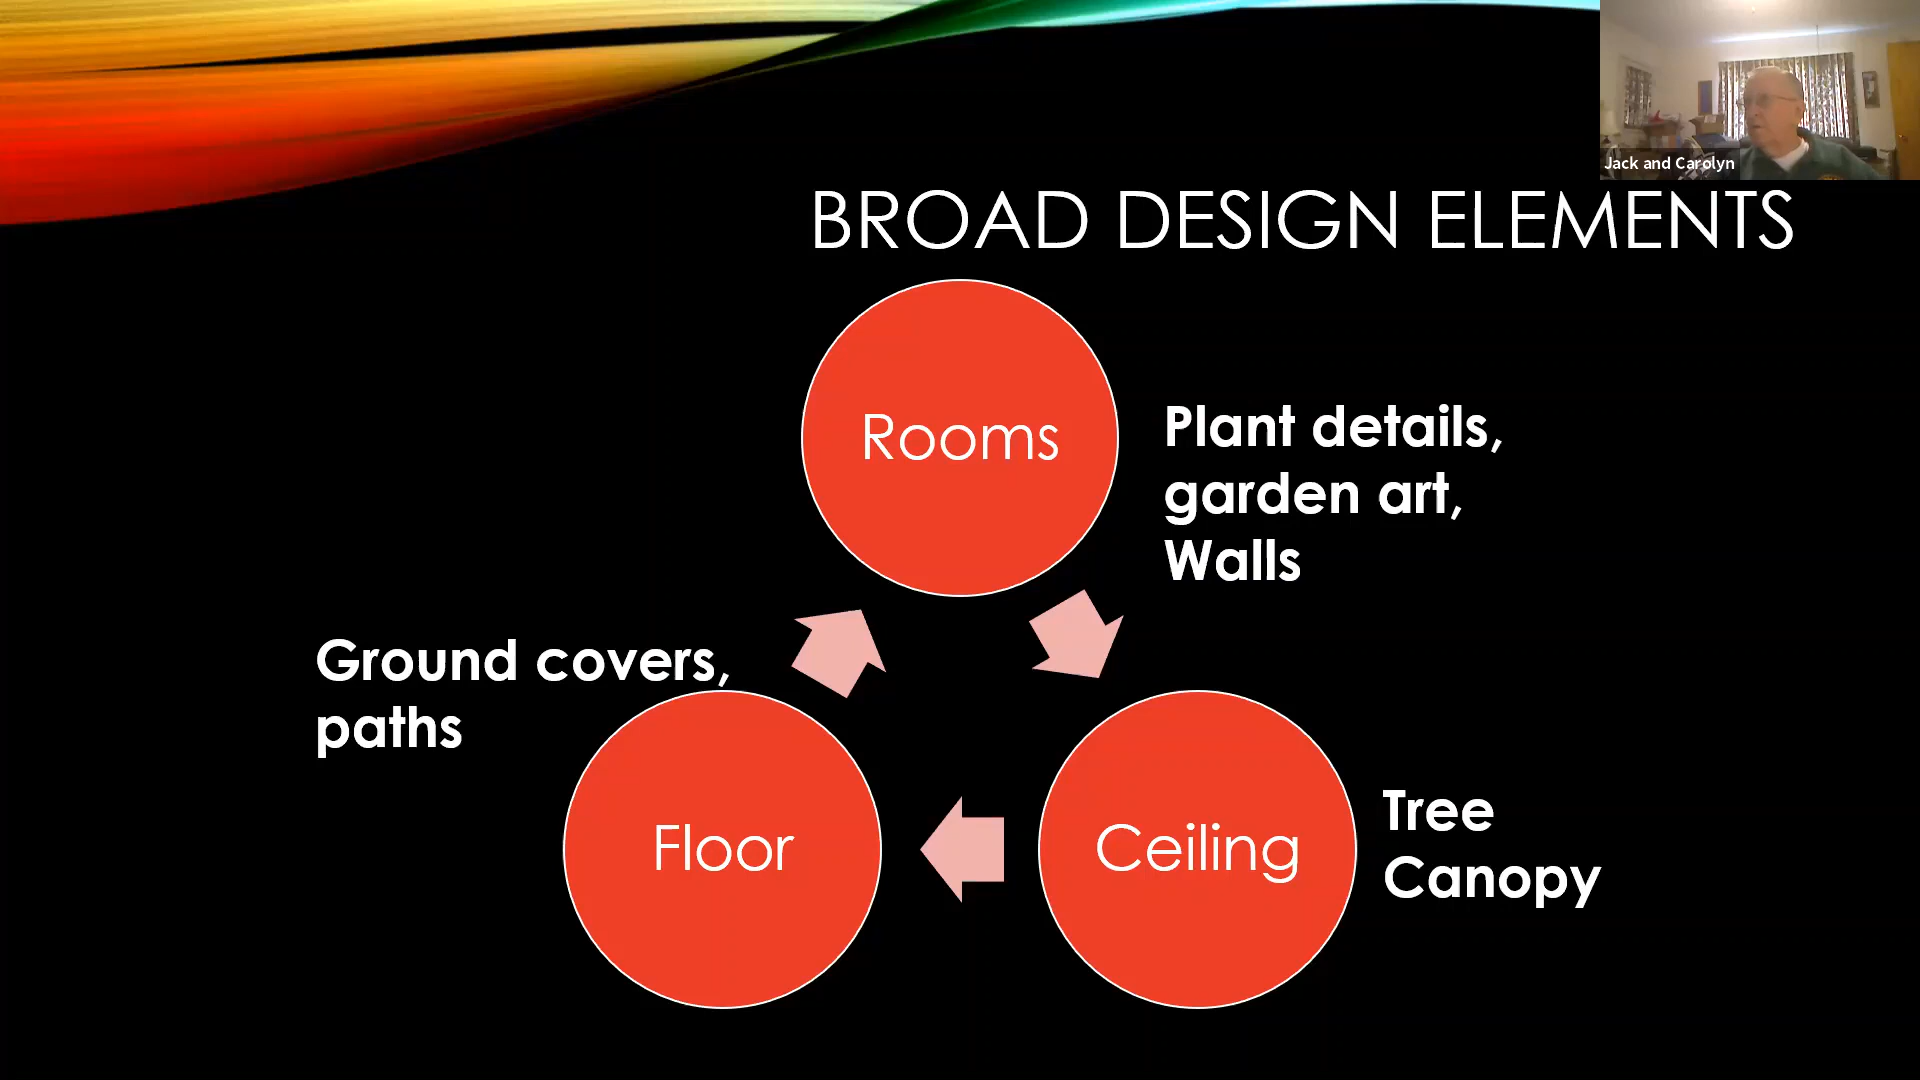 Jack and Carolyn
BROAD DESIGN ELEMENTS
Rooms
Plant details,
garden art,
Walls
Ground covers,
paths
Floor
Ceiling
Tree
Canopy